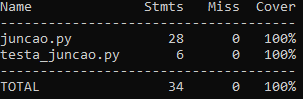 Name              Stmts   Miss  Cover
-------------------------------------
juncao.py            28      0   100%
testa_juncao.py       6      0   100%
-------------------------------------
TOTAL                34      0   100%